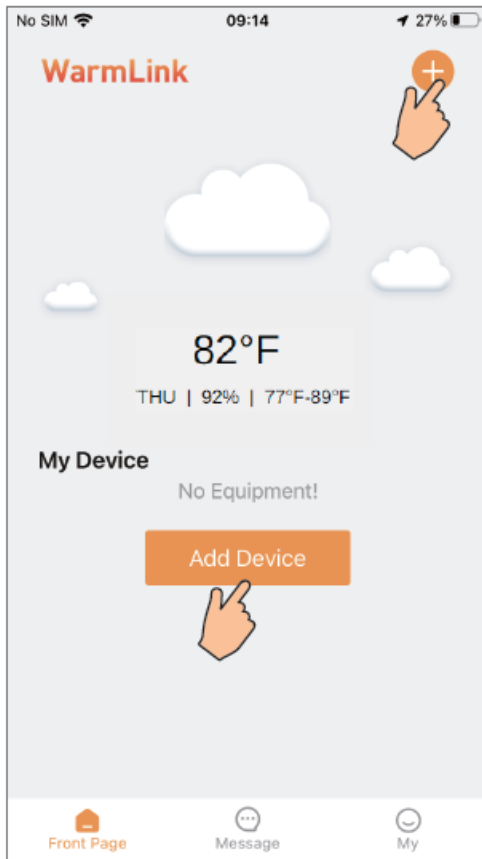 No SIM 09:14 27%
WarmLink
82°F
THU | 92% | 77°F-89°F
My Device
No Equipment!
Add Device
Front Page Message My